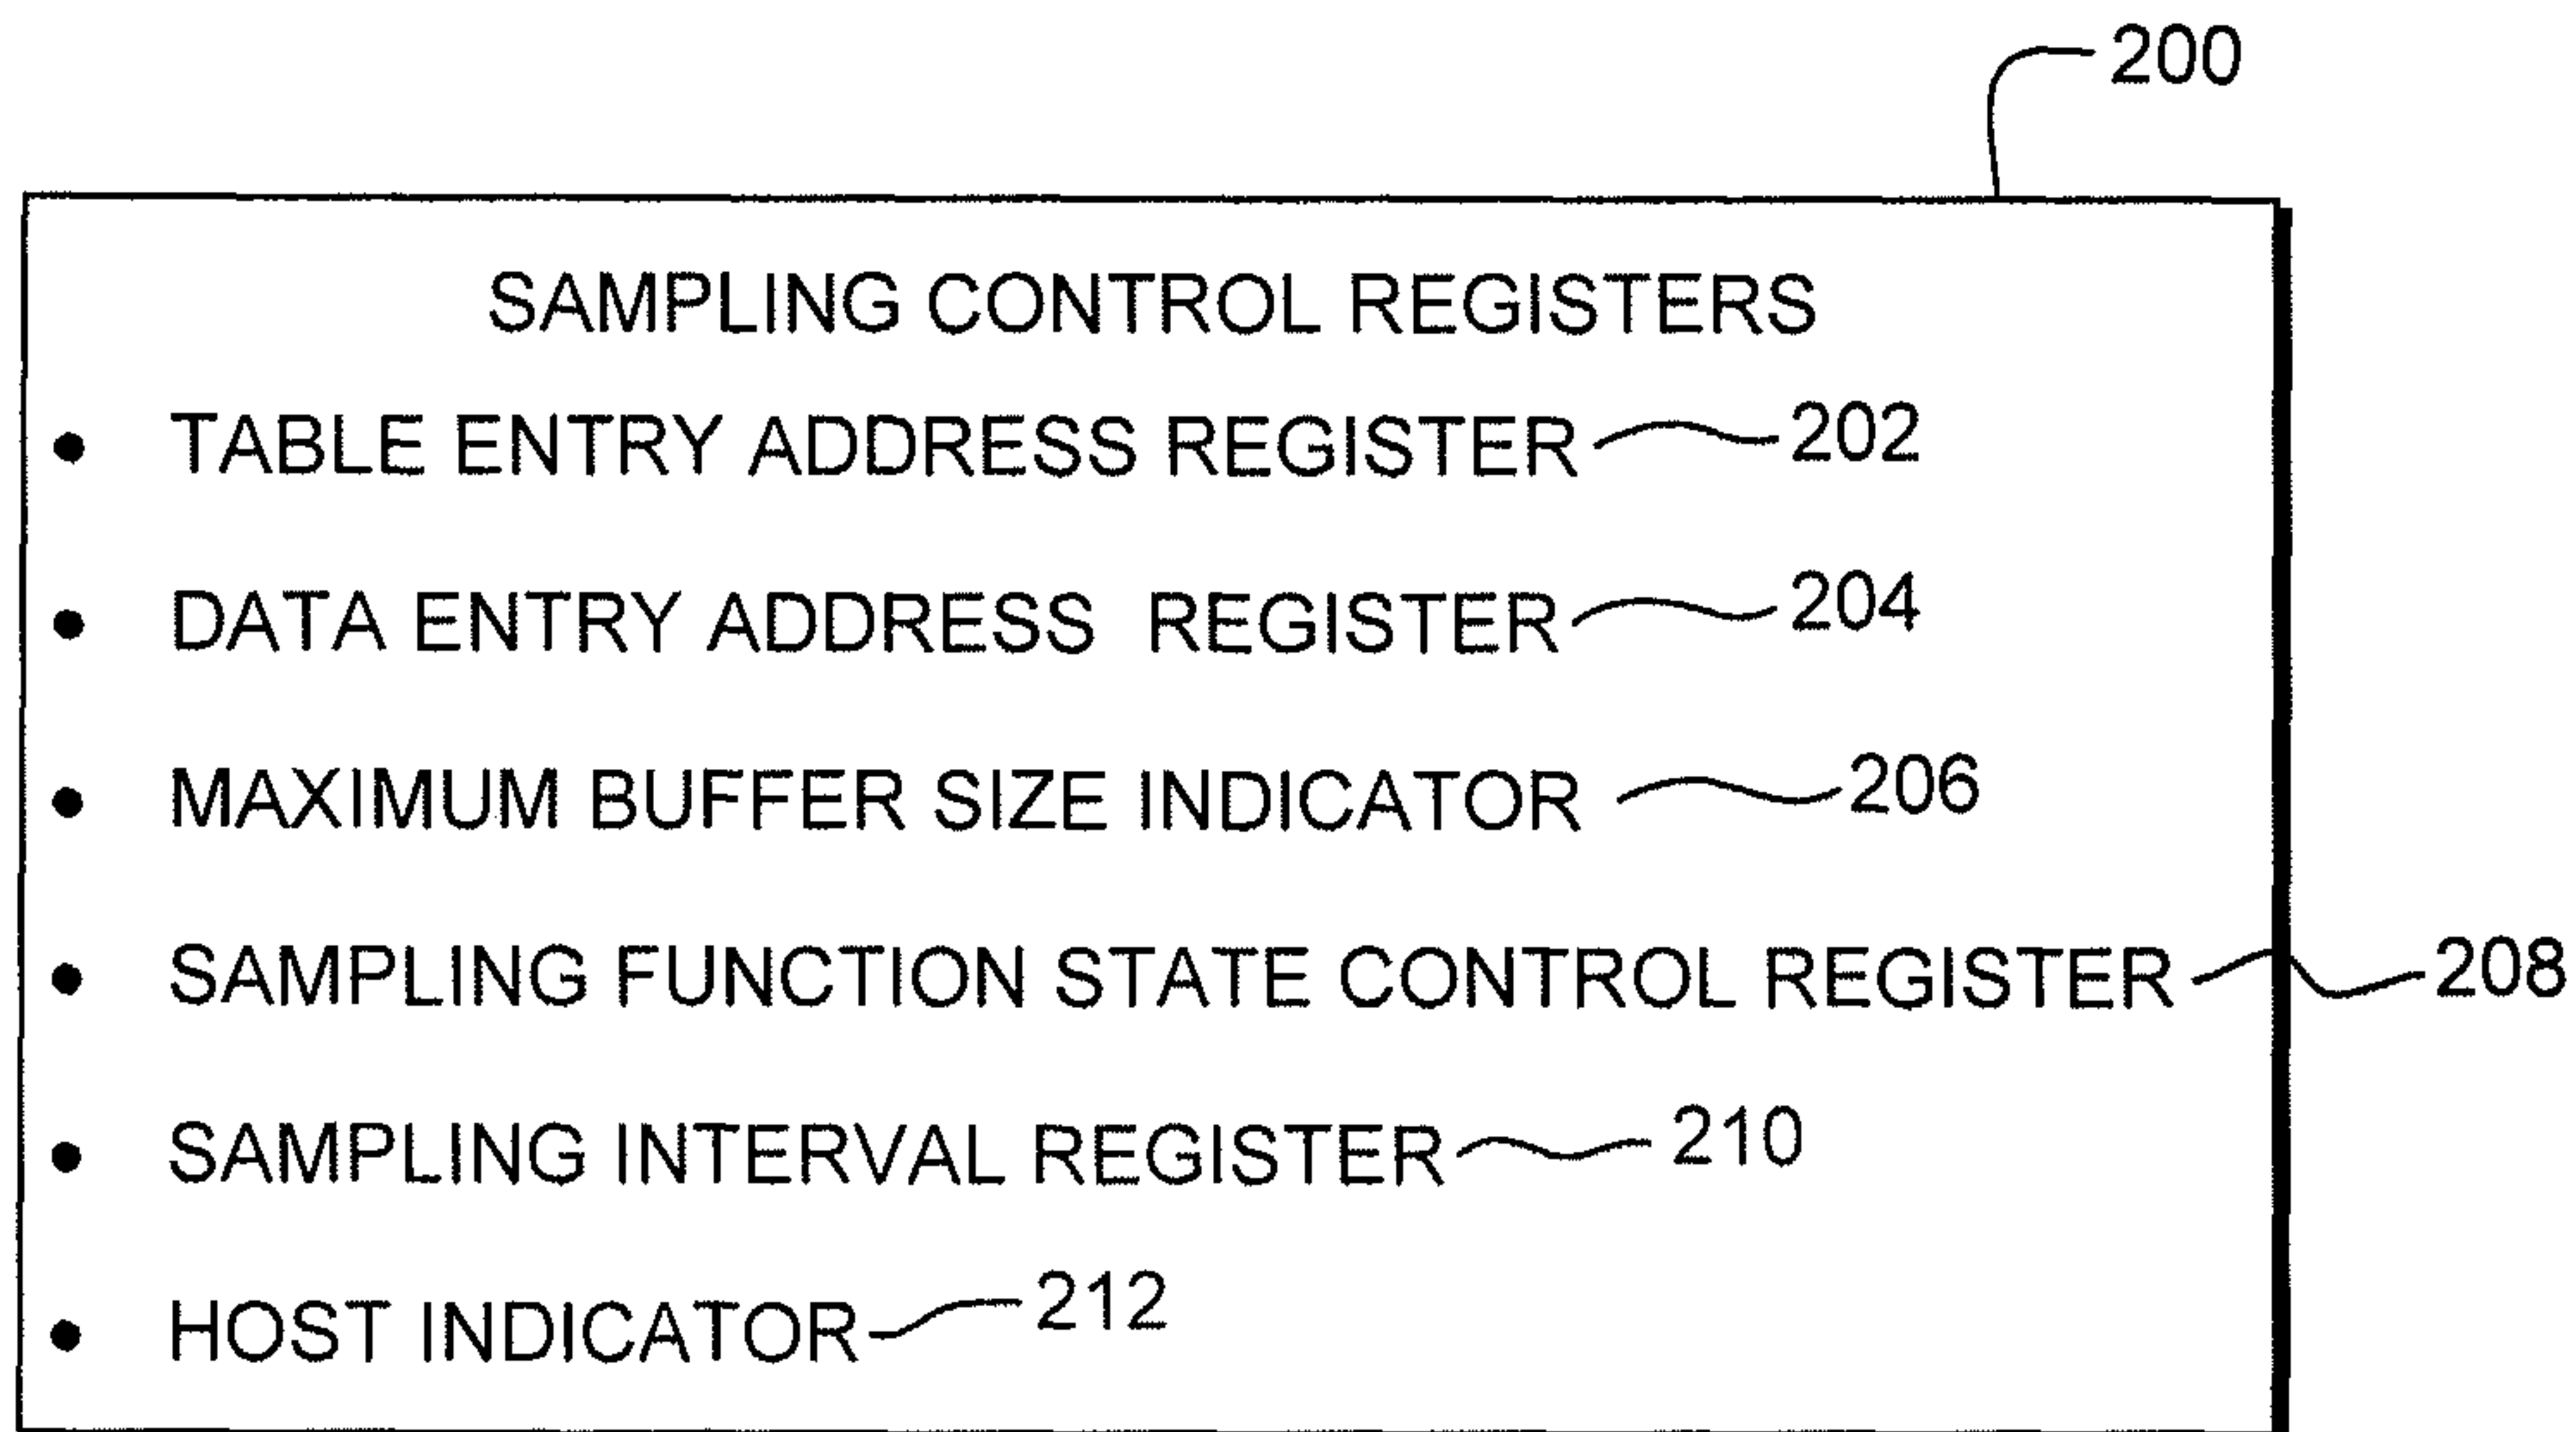 200
SAMPLING CONTROL REGISTERS
• TABLE ENTRY ADDRESS REGISTER 202
• DATA ENTRY ADDRESS REGISTER 204
• MAXIMUM BUFFER SIZE INDICATOR 206
• SAMPLING FUNCTION STATE CONTROL REGISTER 208
• SAMPLING INTERVAL REGISTER 210
• HOST INDICATOR 212